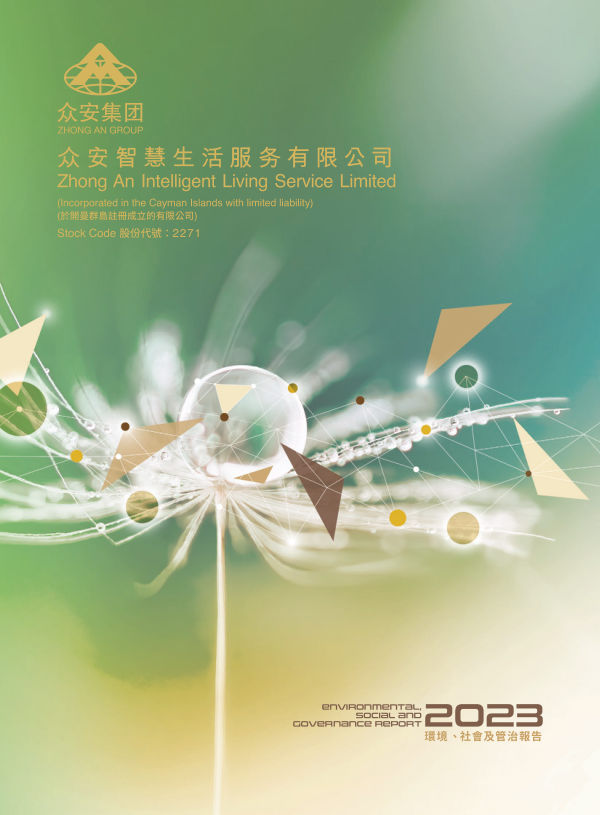 众安集团
ZHONG AN GROUP
众安智慧生活服务有限公司
Zhong An Intelligent Living Service Limited
(Incorporated in the Cayman Islands with limited liability)
(於開曼群島註冊成立的有限公司)
Stock Code 股份代號：2271
ENVIRONMENTAL,
SOCIAL AND
GOVERNANCE REPORT 2023
環境、社會及管治報告